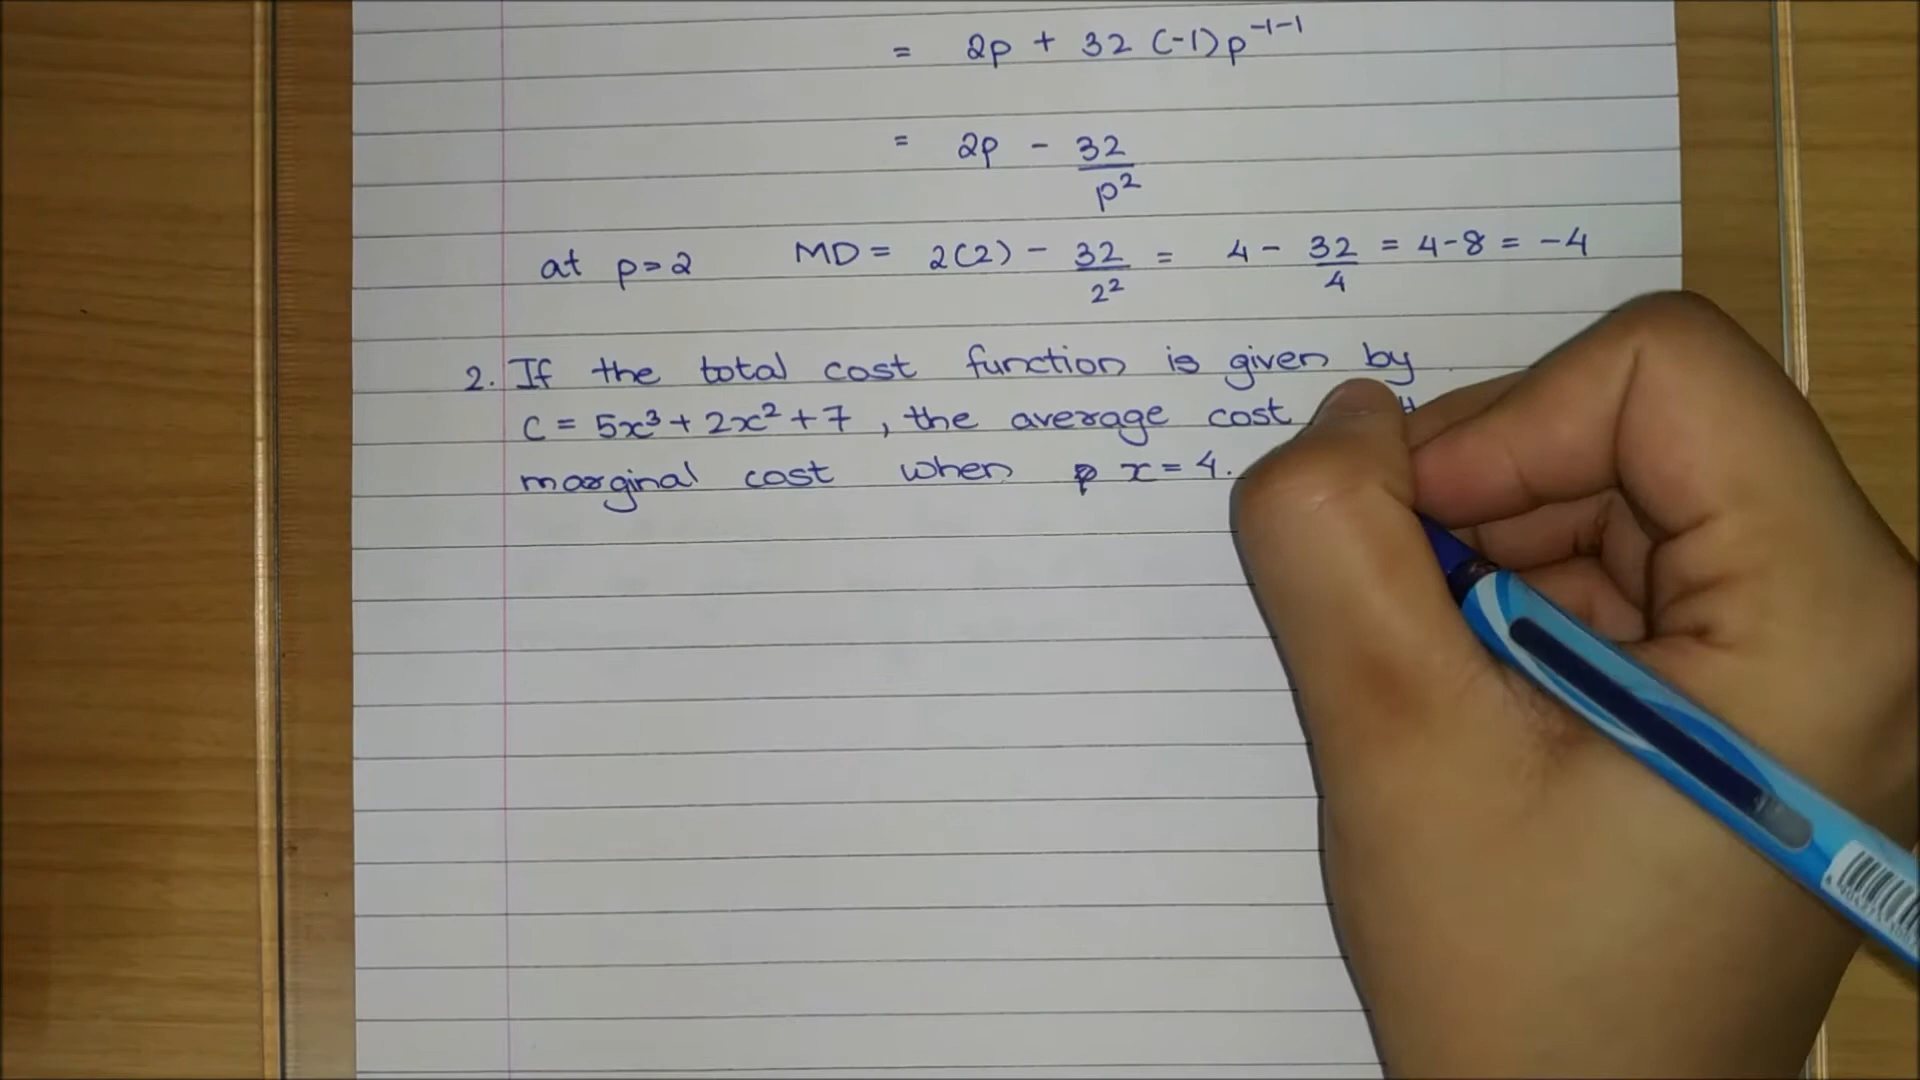 = 2p + 32 (-1) p⁻¹⁻¹
= 2p - 32/p²
at p=2 MD = 2(2) - 32/2² = 4 - 32/4 = 4-8 = -4
2. If the total cost function is given by
C = 5x³ + 2x² + 7, the average cost
marginal cost when x = 4.